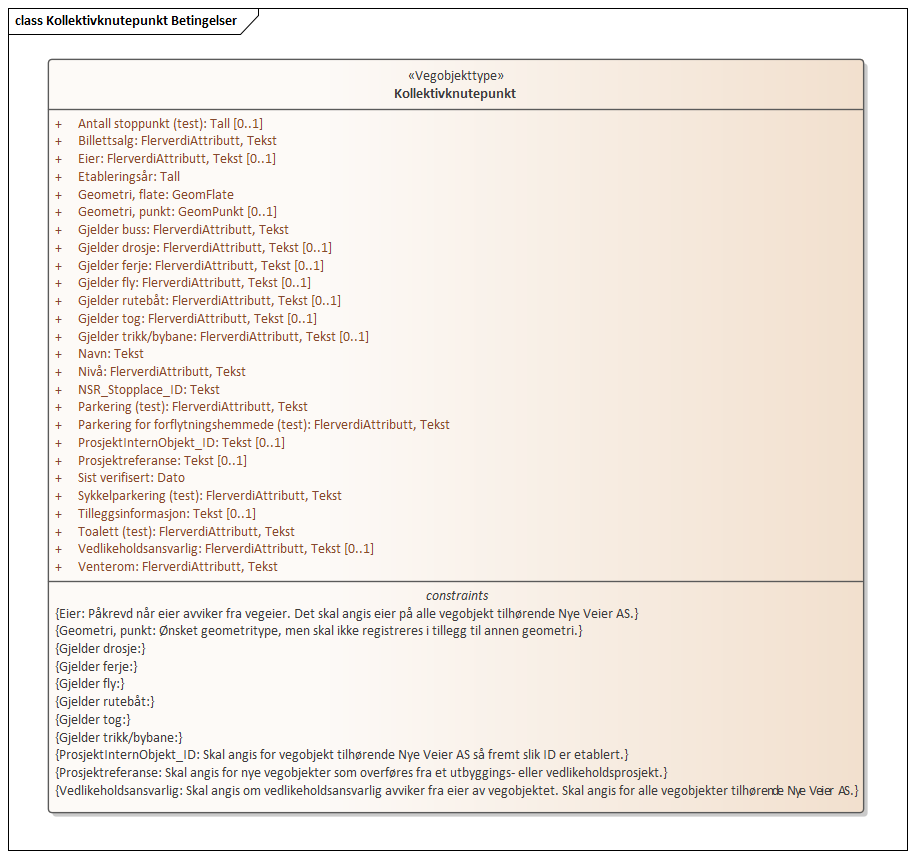 class Kollektivknutepunkt Betingelser
«Vegobjekttype»
Kollektivknutepunkt
+ Antall stoppunkt (test): Tall [0..1]
+ Billettsalg: FlerverdiAttributt, Tekst
+ Eier: FlerverdiAttributt, Tekst [0..1]
+ Etableringsår: Tall
+ Geometri, flate: GeomFlate
+ Geometri, punkt: GeomPunkt [0..1]
+ Gjelder buss: FlerverdiAttributt, Tekst
+ Gjelder drosje: FlerverdiAttributt, Tekst [0..1]
+ Gjelder ferje: FlerverdiAttributt, Tekst [0..1]
+ Gjelder fly: FlerverdiAttributt, Tekst [0..1]
+ Gjelder rutebåt: FlerverdiAttributt, Tekst [0..1]
+ Gjelder tog: FlerverdiAttributt, Tekst [0..1]
+ Gjelder trikk/bybane: FlerverdiAttributt, Tekst [0..1]
+ Navn: Tekst
+ Nivå: FlerverdiAttributt, Tekst
+ NSR_Stopplace_ID: Tekst
+ Parkering (test): FlerverdiAttributt, Tekst
+ Parkering for forflytningshemmede (test): FlerverdiAttributt, Tekst
+ ProsjektInternObjekt_ID: Tekst [0..1]
+ Prosjektreferanse: Tekst [0..1]
+ Sist verifisert: Dato
+ Sykkelparkering (test): FlerverdiAttributt, Tekst
+ Tilleggsinformasjon: Tekst [0..1]
+ Toalett (test): FlerverdiAttributt, Tekst
+ Vedlikeholdsansvarlig: FlerverdiAttributt, Tekst [0..1]
+ Venterom: FlerverdiAttributt, Tekst
constraints
{Eier: Påkrevd når eier avviker fra vegeier. Det skal angis eier på alle vegobjekt tilhørende Nye Veier AS.}
{Geometri, punkt: Ønsket geometritype, men skal ikke registreres i tillegg til annen geometri.}
{Gjelder drosje:}
{Gjelder ferje:}
{Gjelder fly:}
{Gjelder rutebåt:}
{Gjelder tog:}
{Gjelder trikk/bybane:}
{ProsjektInternObjekt_ID: Skal angis for vegobjekt tilhørende Nye Veier AS så fremt slik ID er etablert.}
{Prosjektreferanse: Skal angis for nye vegobjekter som overføres fra et utbyggings- eller vedlikeholdsprosjekt.}
{Vedlikeholdsansvarlig: Skal angis om vedlikeholdsansvarlig avviker fra eier av vegobjektet. Skal angis for alle vegobjekter tilhørende Nye Veier AS.}